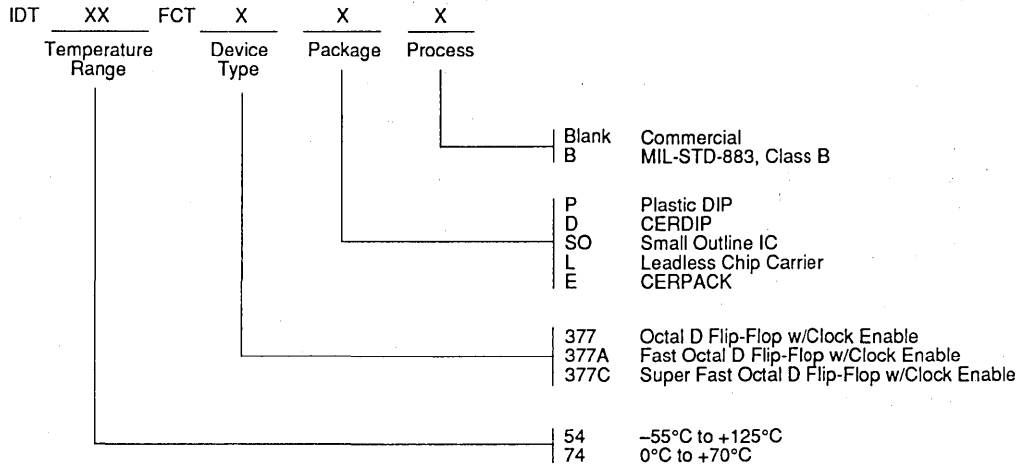 IDT XX FCT X X X
Temperature Range
Device Type
Package
Process
Blank Commercial
B MIL-STD-883, Class B
P Plastic DIP
D CERDIP
SO Small Outline IC
L Leadless Chip Carrier
E CERPACK
377 Octal D Flip-Flop w/Clock Enable
377A Fast Octal D Flip-Flop w/Clock Enable
377C Super Fast Octal D Flip-Flop w/Clock Enable
54 –55°C to +125°C
74 0°C to +70°C